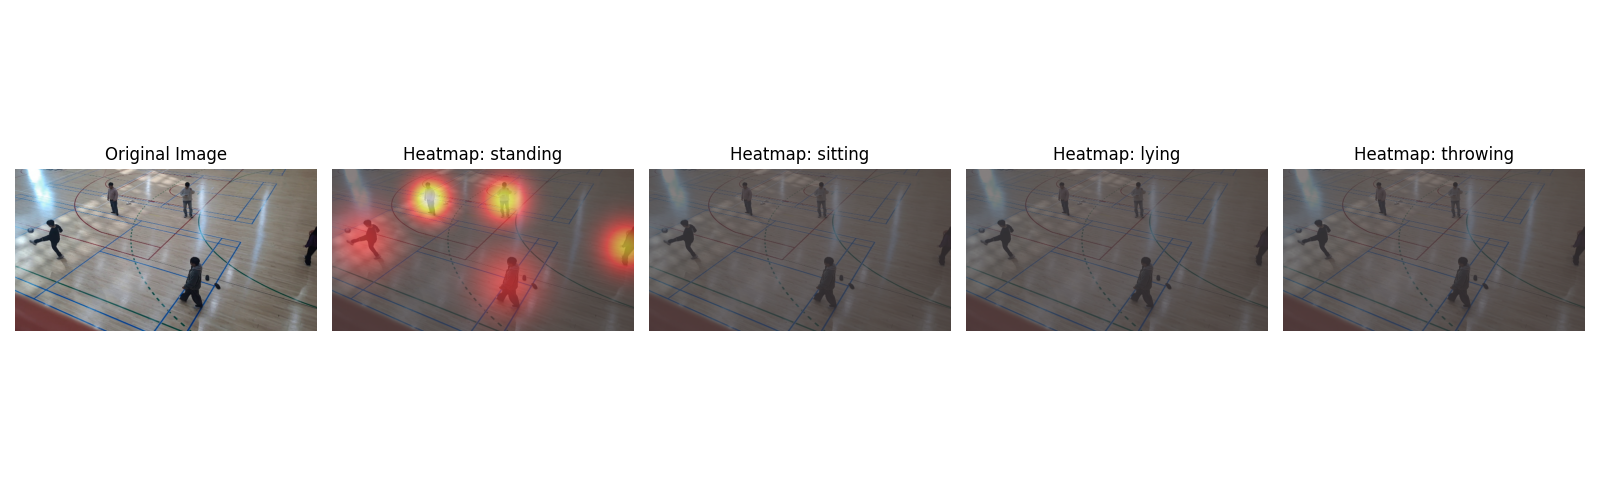 Original Image
Heatmap: standing
Heatmap: sitting
Heatmap: lying
Heatmap: throwing